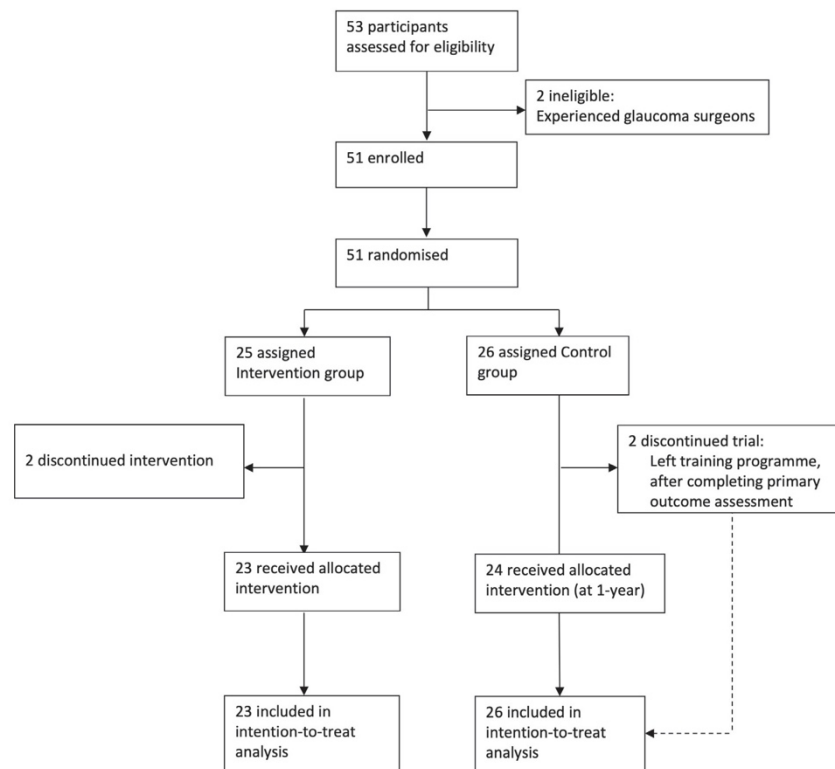 53 participants
assessed for eligibility
2 ineligible:
Experienced glaucoma surgeons
51 enrolled
51 randomised
25 assigned
Intervention group
26 assigned Control
group
2 discontinued intervention
2 discontinued trial:
Left training programme,
after completing primary
outcome assessment
23 received allocated
intervention
24 received allocated
intervention (at 1-year)
23 included in
intention-to-treat
analysis
26 included in
intention-to-treat
analysis